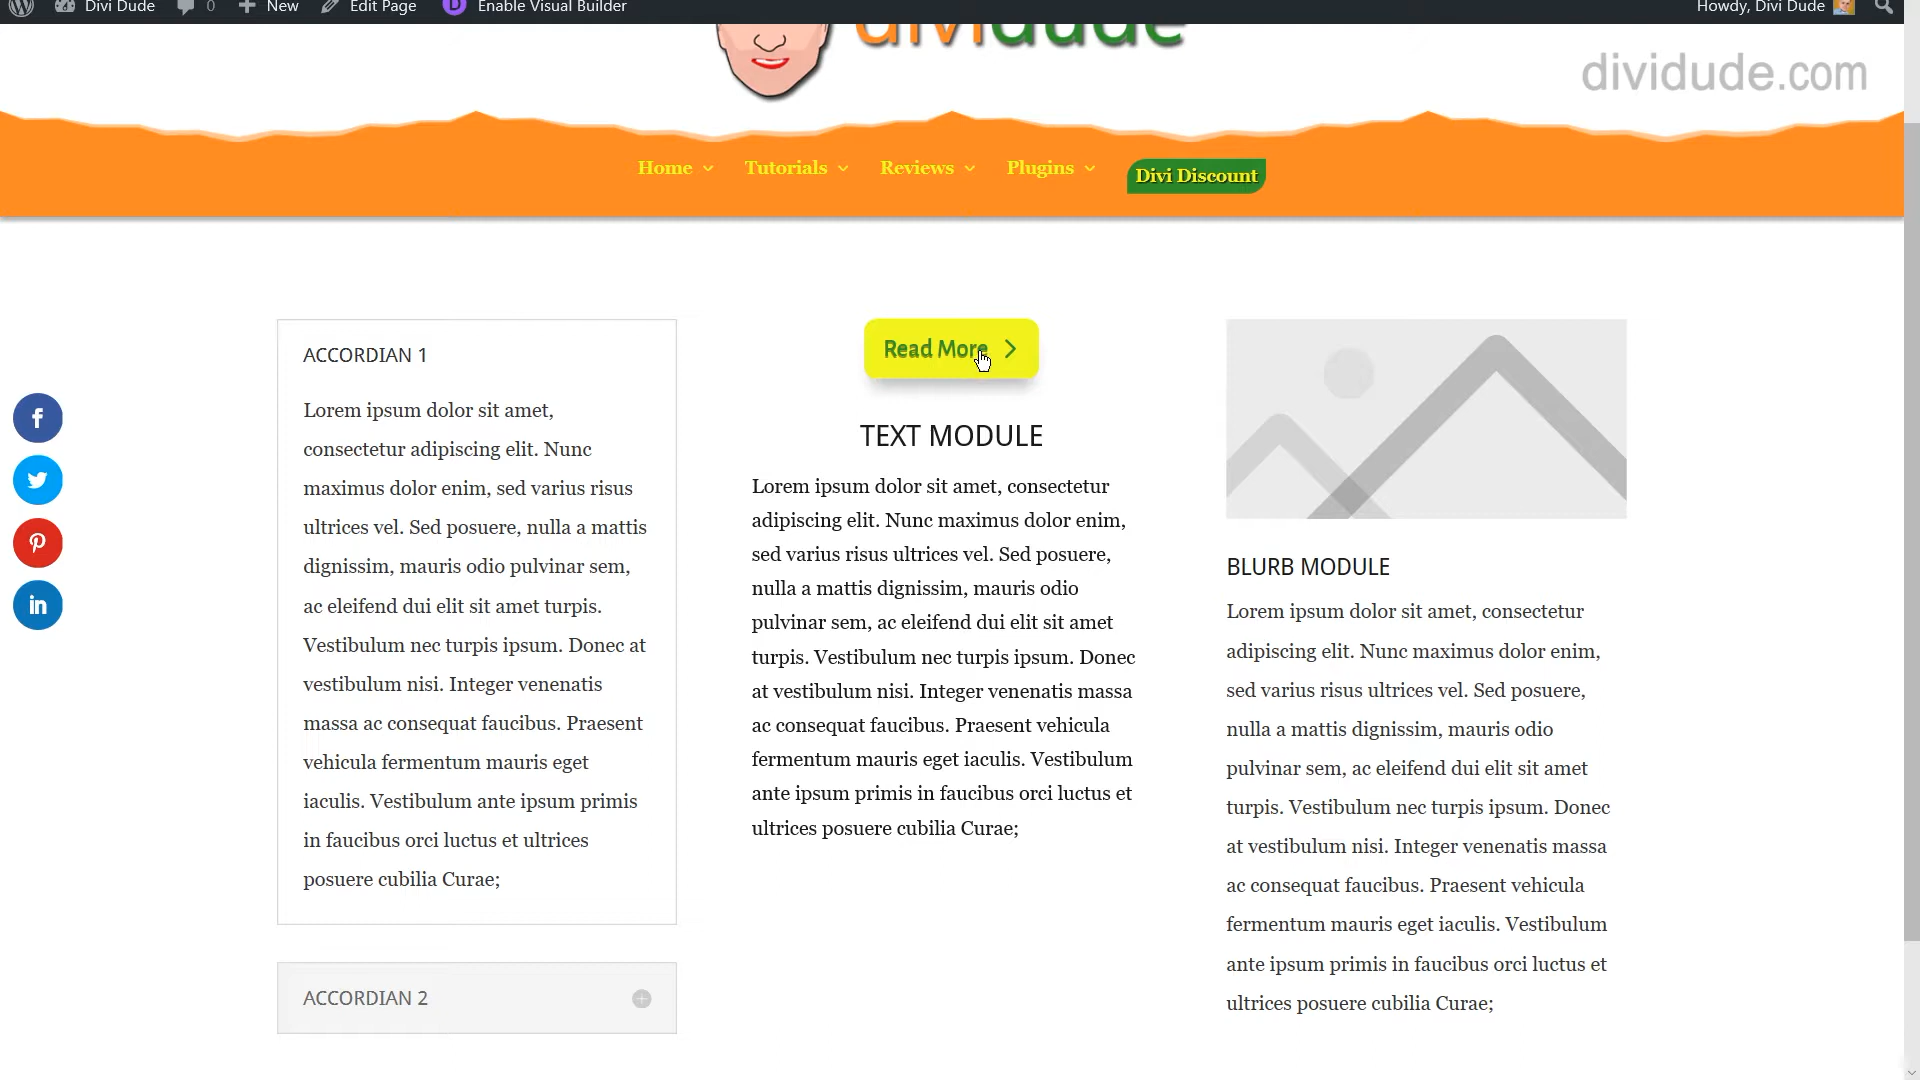 Divi Dude 0 New Edit Page Enable Visual Builder Howdy, Divi Dude
dividude
dividude.com
Home Tutorials Reviews Plugins Divi Discount
ACCORDIAN 1
Lorem ipsum dolor sit amet,
consectetur adipiscing elit. Nunc
maximus dolor enim, sed varius risus
ultrices vel. Sed posuere, nulla a mattis
dignissim, mauris odio pulvinar sem,
ac eleifend dui elit sit amet turpis.
Vestibulum nec turpis ipsum. Donec at
vestibulum nisi. Integer venenatis
massa ac consequat faucibus. Praesent
vehicula fermentum mauris eget
iaculis. Vestibulum ante ipsum primis
in faucibus orci luctus et ultrices
posuere cubilia Curae;
ACCORDIAN 2
Read More
TEXT MODULE
Lorem ipsum dolor sit amet, consectetur
adipiscing elit. Nunc maximus dolor enim,
sed varius risus ultrices vel. Sed posuere,
nulla a mattis dignissim, mauris odio
pulvinar sem, ac eleifend dui elit sit amet
turpis. Vestibulum nec turpis ipsum. Donec
at vestibulum nisi. Integer venenatis massa
ac consequat faucibus. Praesent vehicula
fermentum mauris eget iaculis. Vestibulum
ante ipsum primis in faucibus orci luctus et
ultrices posuere cubilia Curae;
BLURB MODULE
Lorem ipsum dolor sit amet, consectetur
adipiscing elit. Nunc maximus dolor enim,
sed varius risus ultrices vel. Sed posuere,
nulla a mattis dignissim, mauris odio
pulvinar sem, ac eleifend dui elit sit amet
turpis. Vestibulum nec turpis ipsum. Donec
at vestibulum nisi. Integer venenatis massa
ac consequat faucibus. Praesent vehicula
fermentum mauris eget iaculis. Vestibulum
ante ipsum primis in faucibus orci luctus et
ultrices posuere cubilia Curae;